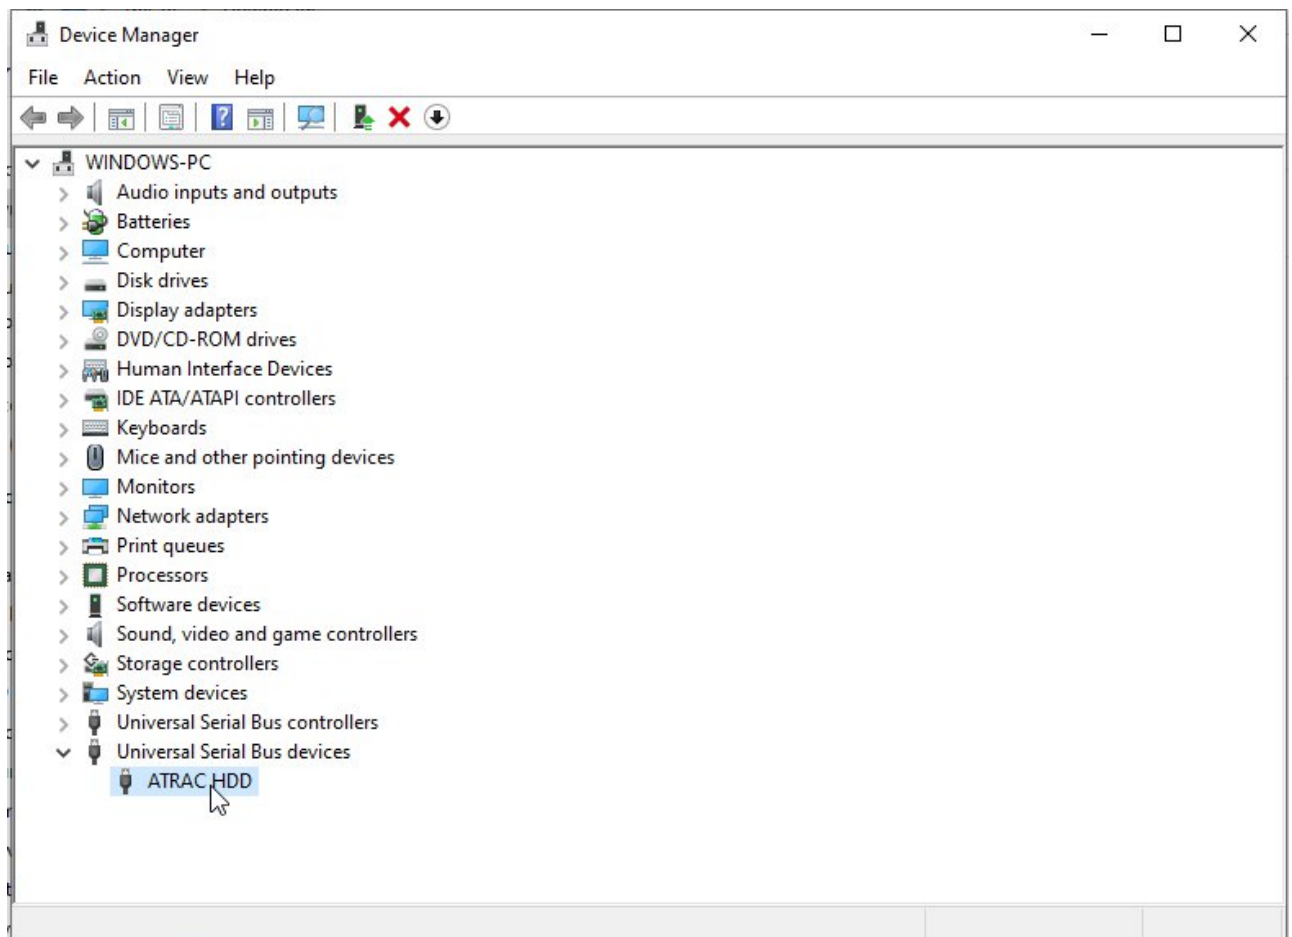 Device Manager
File Action View Help
WINDOWS-PC
Audio inputs and outputs
Batteries
Computer
Disk drives
Display adapters
DVD/CD-ROM drives
Human Interface Devices
IDE ATA/ATAPI controllers
Keyboards
Mice and other pointing devices
Monitors
Network adapters
Print queues
Processors
Software devices
Sound, video and game controllers
Storage controllers
System devices
Universal Serial Bus controllers
Universal Serial Bus devices
ATRAC HDD